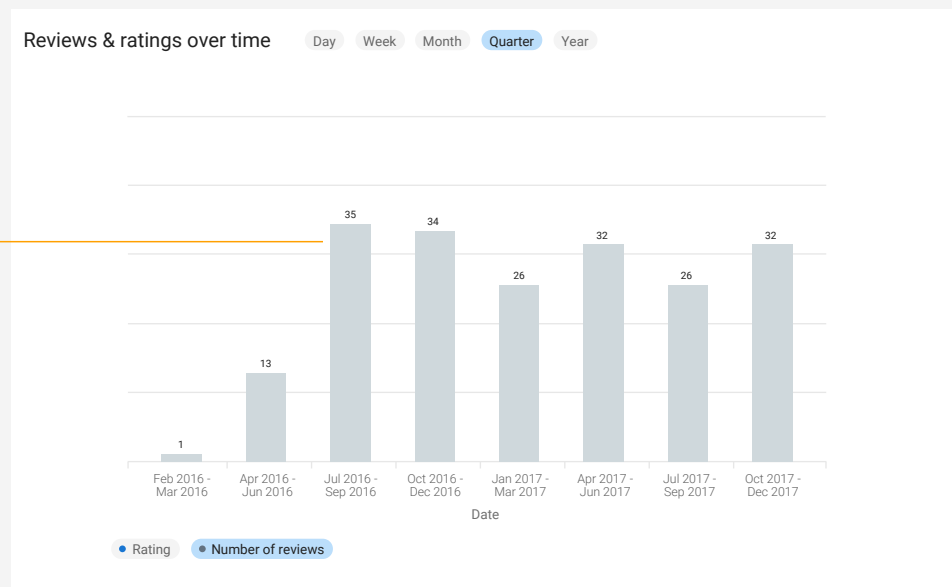 Reviews & ratings over time
Day
Week
Month
Quarter
Year
35
34
32
32
26
26
13
1
Feb 2016 -
Mar 2016
Apr 2016 -
Jun 2016
Jul 2016 -
Sep 2016
Oct 2016 -
Dec 2016
Jan 2017 -
Mar 2017
Apr 2017 -
Jun 2017
Jul 2017 -
Sep 2017
Oct 2017 -
Dec 2017
Date
Rating
Number of reviews